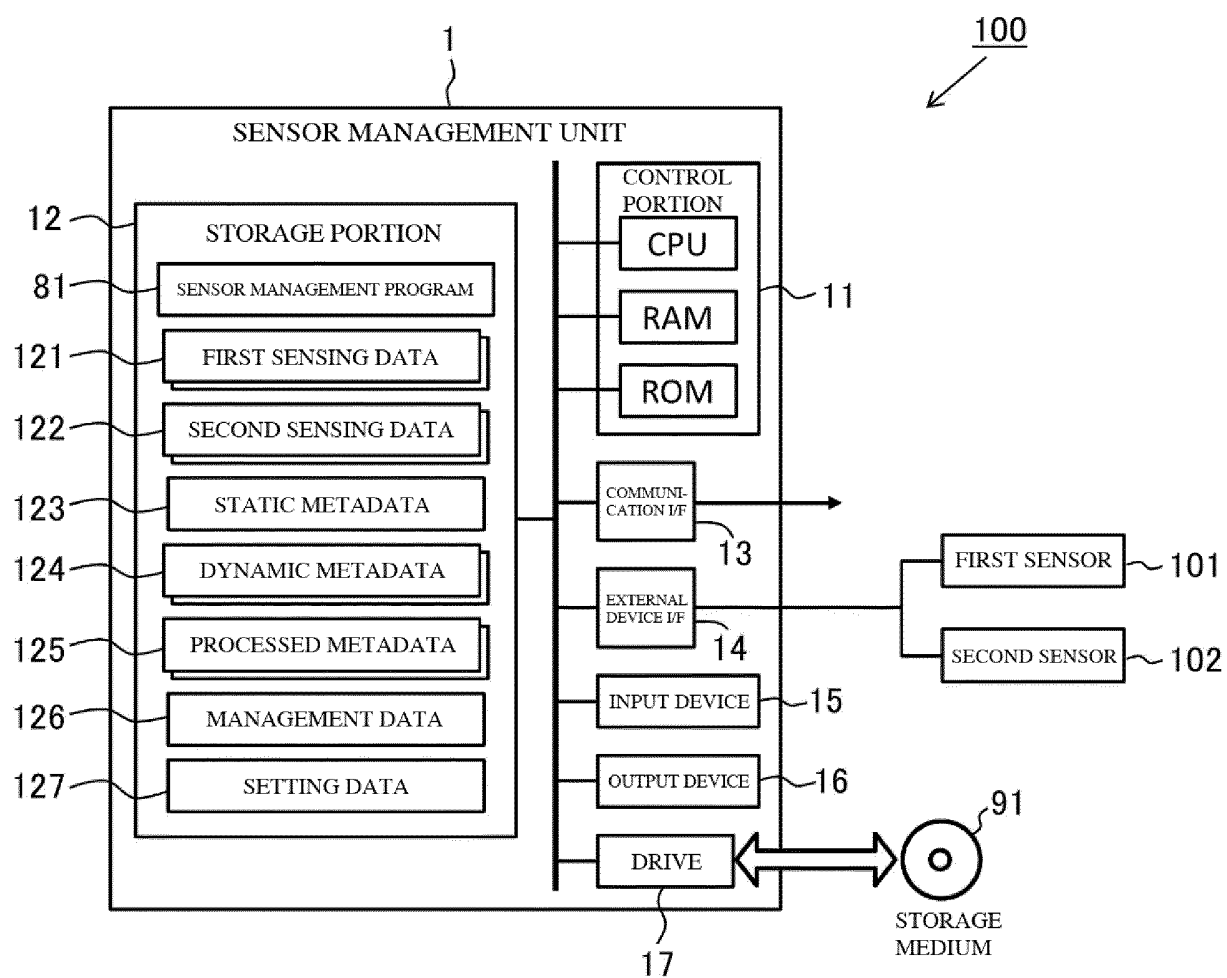 100
1
SENSOR MANAGEMENT UNIT
12
STORAGE PORTION
81
SENSOR MANAGEMENT PROGRAM
121
FIRST SENSING DATA
122
SECOND SENSING DATA
123
STATIC METADATA
124
DYNAMIC METADATA
125
PROCESSED METADATA
126
MANAGEMENT DATA
127
SETTING DATA
CONTROL
PORTION
CPU
RAM
ROM
11
COMMUNI-
CATION I/F
13
EXTERNAL
DEVICE I/F
14
FIRST SENSOR
101
SECOND SENSOR
102
INPUT DEVICE
15
OUTPUT DEVICE
16
DRIVE
17
91
STORAGE
MEDIUM